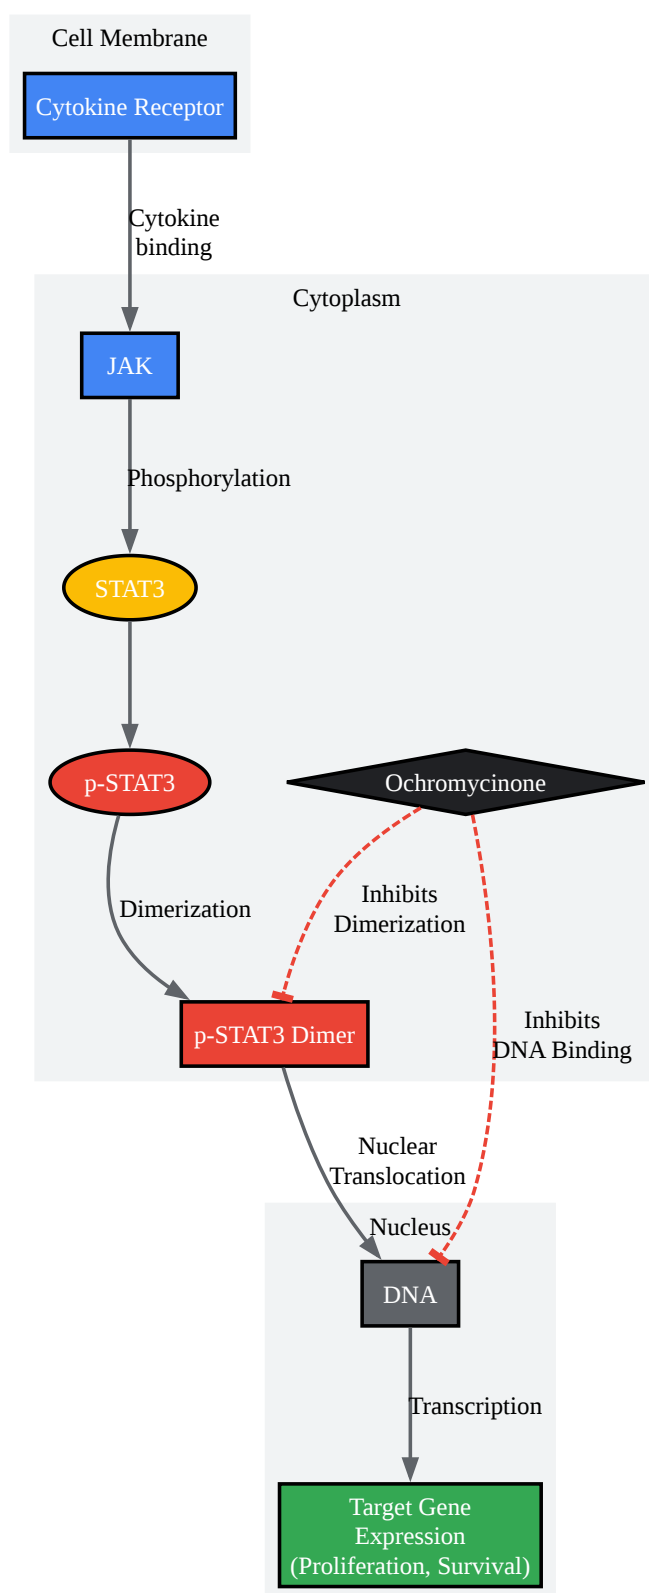 Cell Membrane
Cytokine Receptor
Cytokine
binding
Cytoplasm
JAK
Phosphorylation
STAT3
p-STAT3
Ochromycinone
Dimerization
Inhibits
Dimerization
Inhibits
DNA Binding
p-STAT3 Dimer
Nuclear
Translocation
Nucleus
DNA
Transcription
Target Gene
Expression
(Proliferation, Survival)